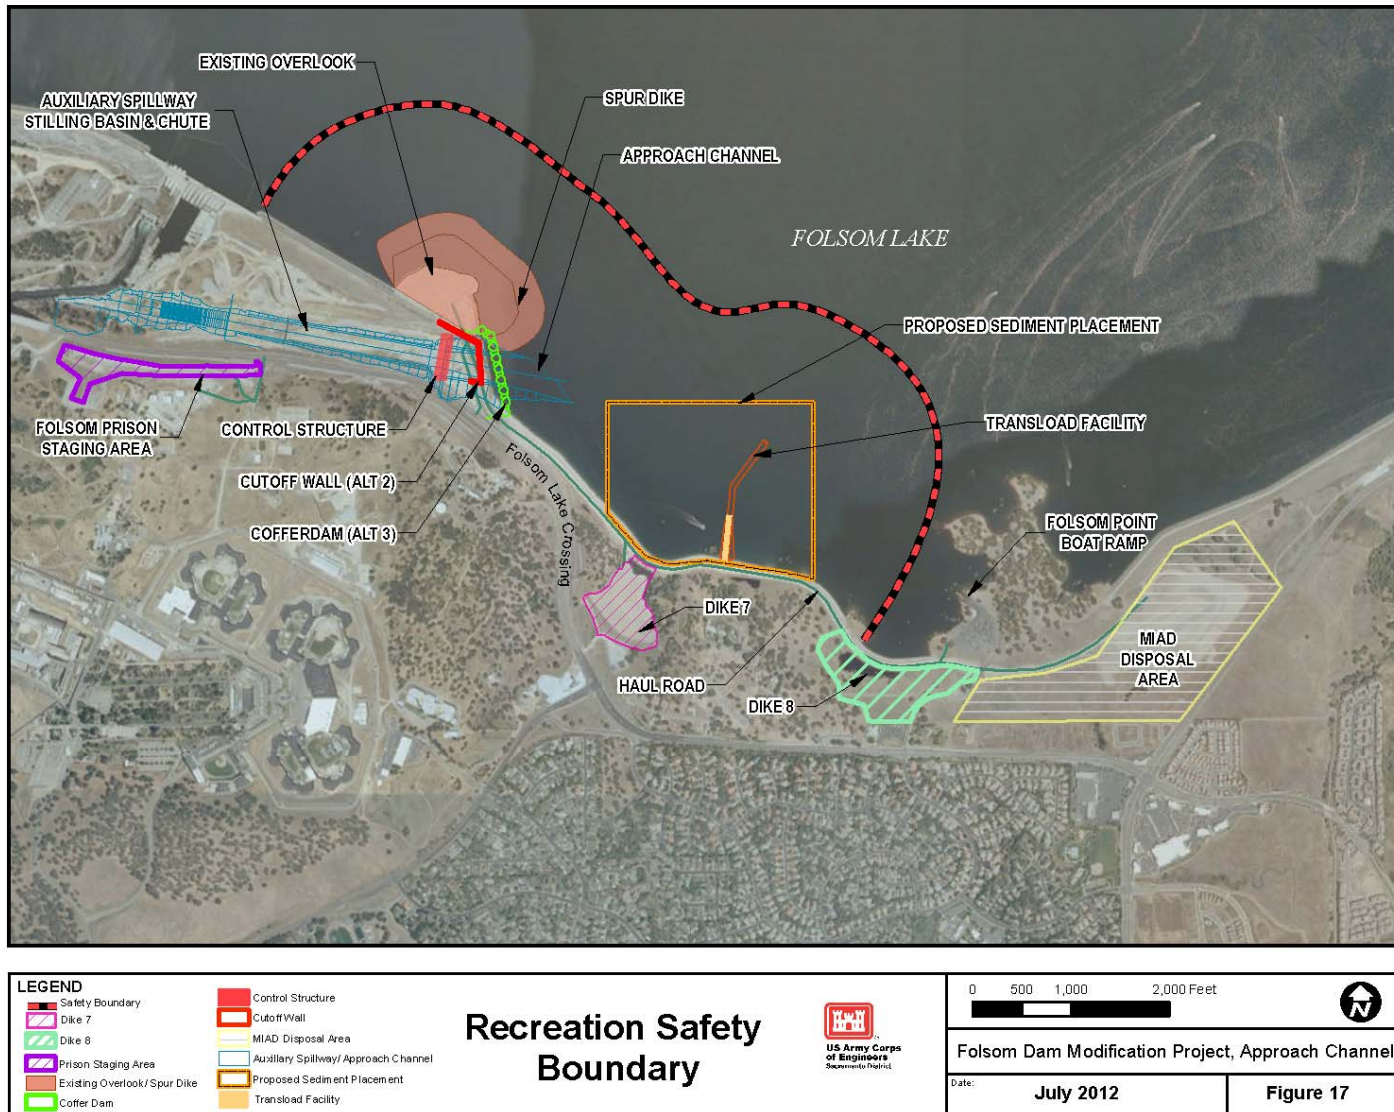 EXISTING OVERLOOK
AUXILIARY SPILLWAY
STILLING BASIN & CHUTE
SPUR DIKE
APPROACH CHANNEL
FOLSOM LAKE
PROPOSED SEDIMENT PLACEMENT
TRANSLOAD FACILITY
FOLSOM PRISON
STAGING AREA
CONTROL STRUCTURE
CUTOFF WALL (ALT 2)
COFFERDAM (ALT 3)
Folsom Lake Crossing
FOLSOM POINT
BOAT RAMP
DIKE 7
HAUL ROAD
DIKE 8
MIAD
DISPOSAL
AREA
LEGEND
Safety Boundary
Dike 7
Dike 8
Prison Staging Area
Existing Overlook/ Spur Dike
Coffer Dam
Control Structure
Cutoff Wall
MIAD Disposal Area
Auxillary Spillway/ Approach Channel
Proposed Sediment Placement
Transload Facility
Recreation Safety
Boundary
US Army Corps
of Engineers
Sacramento District
0 500 1,000 2,000 Feet
N
Folsom Dam Modification Project, Approach Channel
Date:
July 2012
Figure 17